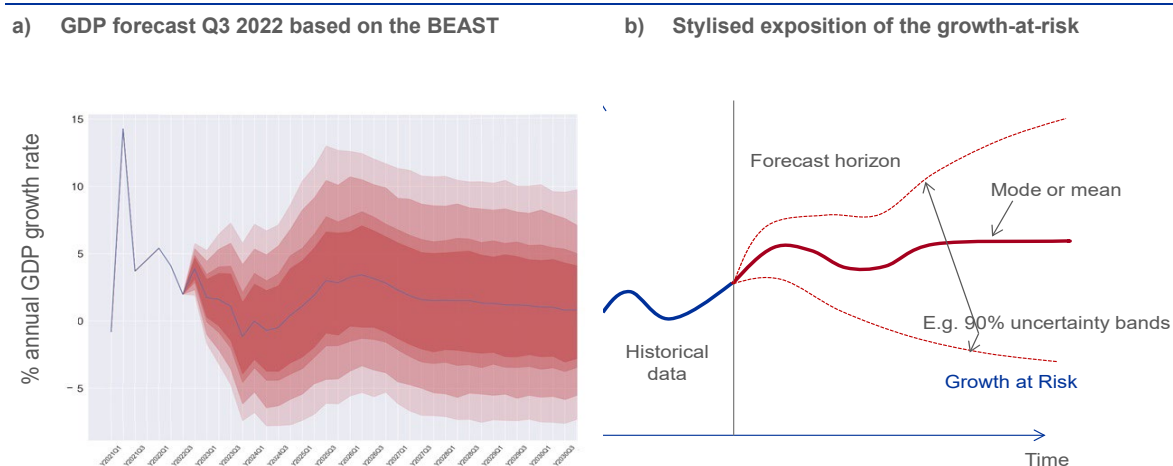 a) GDP forecast Q3 2022 based on the BEAST
b) Stylised exposition of the growth-at-risk
% annual GDP growth rate
15
10
5
0
− 5
Forecast horizon
Mode or mean
E.g. 90% uncertainty bands
Historical
data
Growth at Risk
Time